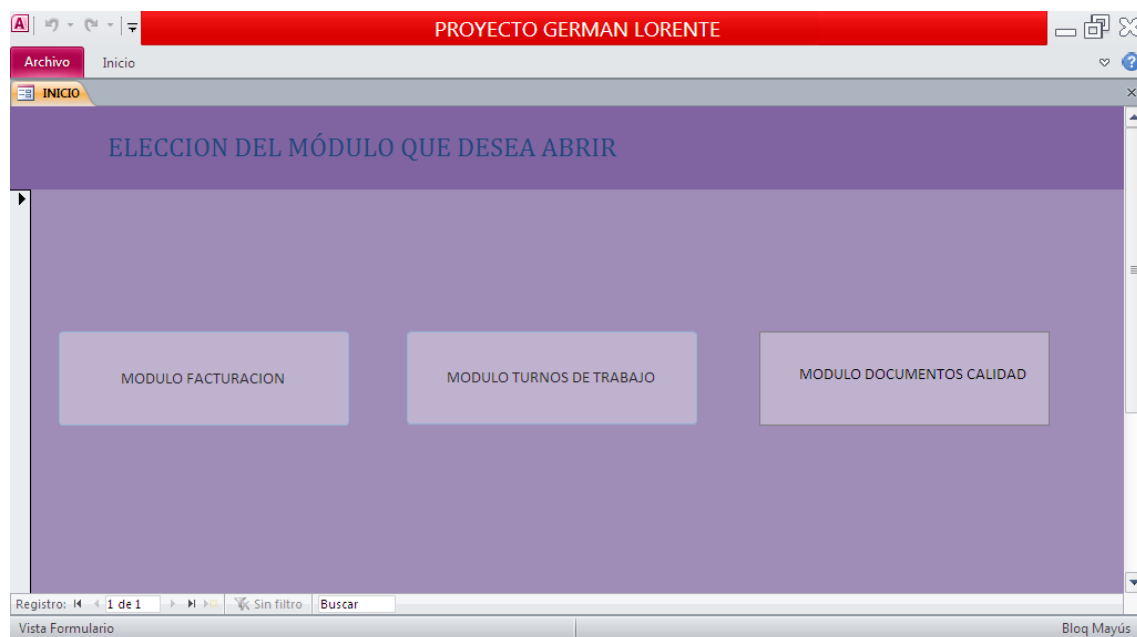 PROYECTO GERMAN LORENTE
Archivo Inicio
INICIO
ELECCION DEL MÓDULO QUE DESEA ABRIR
MODULO FACTURACION
MODULO TURNOS DE TRABAJO
MODULO DOCUMENTOS CALIDAD
Registro: 1 de 1 Sin filtro Buscar
Vista Formulario Bloq Mayús